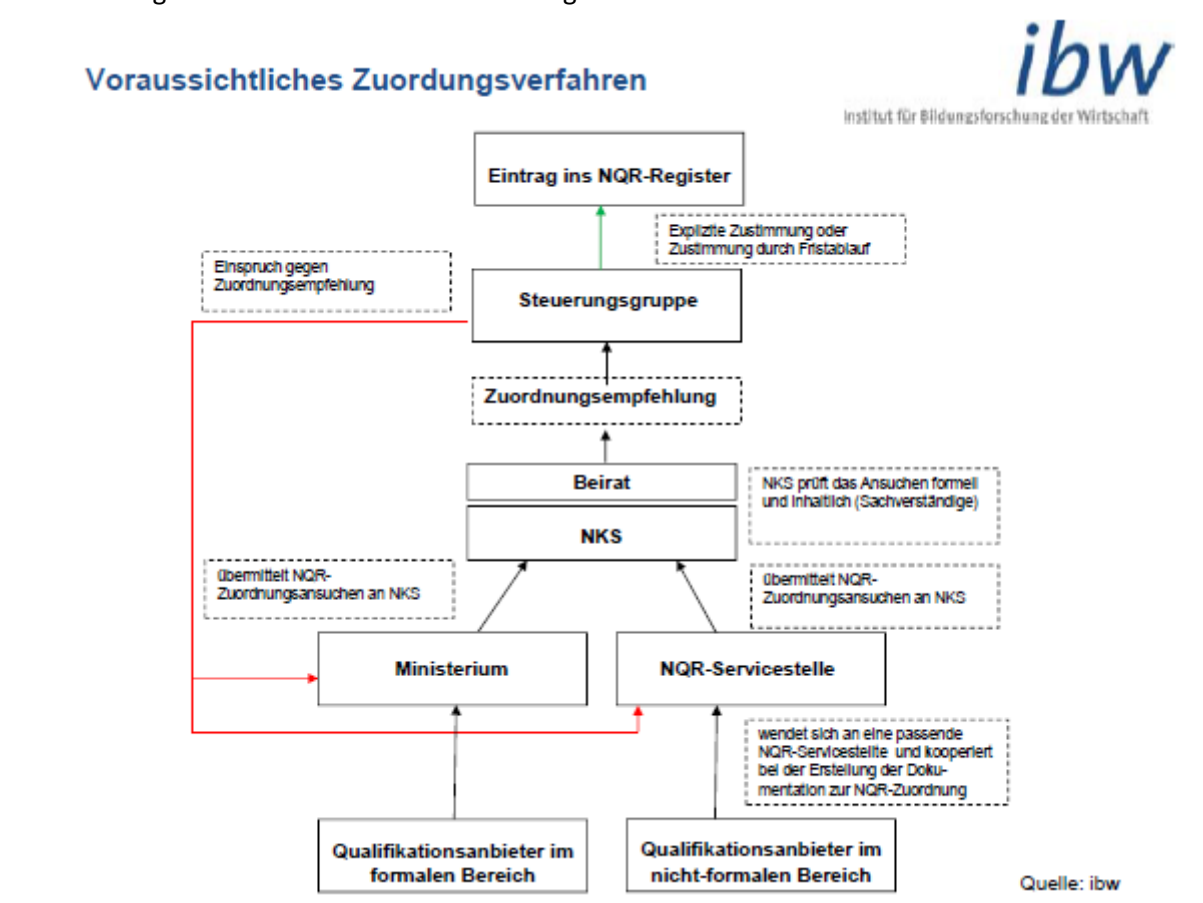 ibw
Institut für Bildungsforschung der Wirtschaft
Voraussichtliches Zuordungsverfahren
Eintrag ins NQR-Register
Explizite Zustimmung oder
Zustimmung durch Fristablauf
Einspruch gegen
Zuordnungsempfehlung
Steuerungsgruppe
Zuordnungsempfehlung
Beirat
NKS prüft das Ansuchen formell
und inhaltlich (Sachverständige)
NKS
übermittelt NQR-
Zuordnungsansuchen an NKS
übermittelt NQR-
Zuordnungsansuchen an NKS
Ministerium
NQR-Servicestelle
wendet sich an eine passende
NQR-Servicestellte und kooperiert
bei der Erstellung der Doku-
mentation zur NQR-Zuordnung
Qualifikationsanbieter im
formalen Bereich
Qualifikationsanbieter im
nicht-formalen Bereich
Quelle: ibw